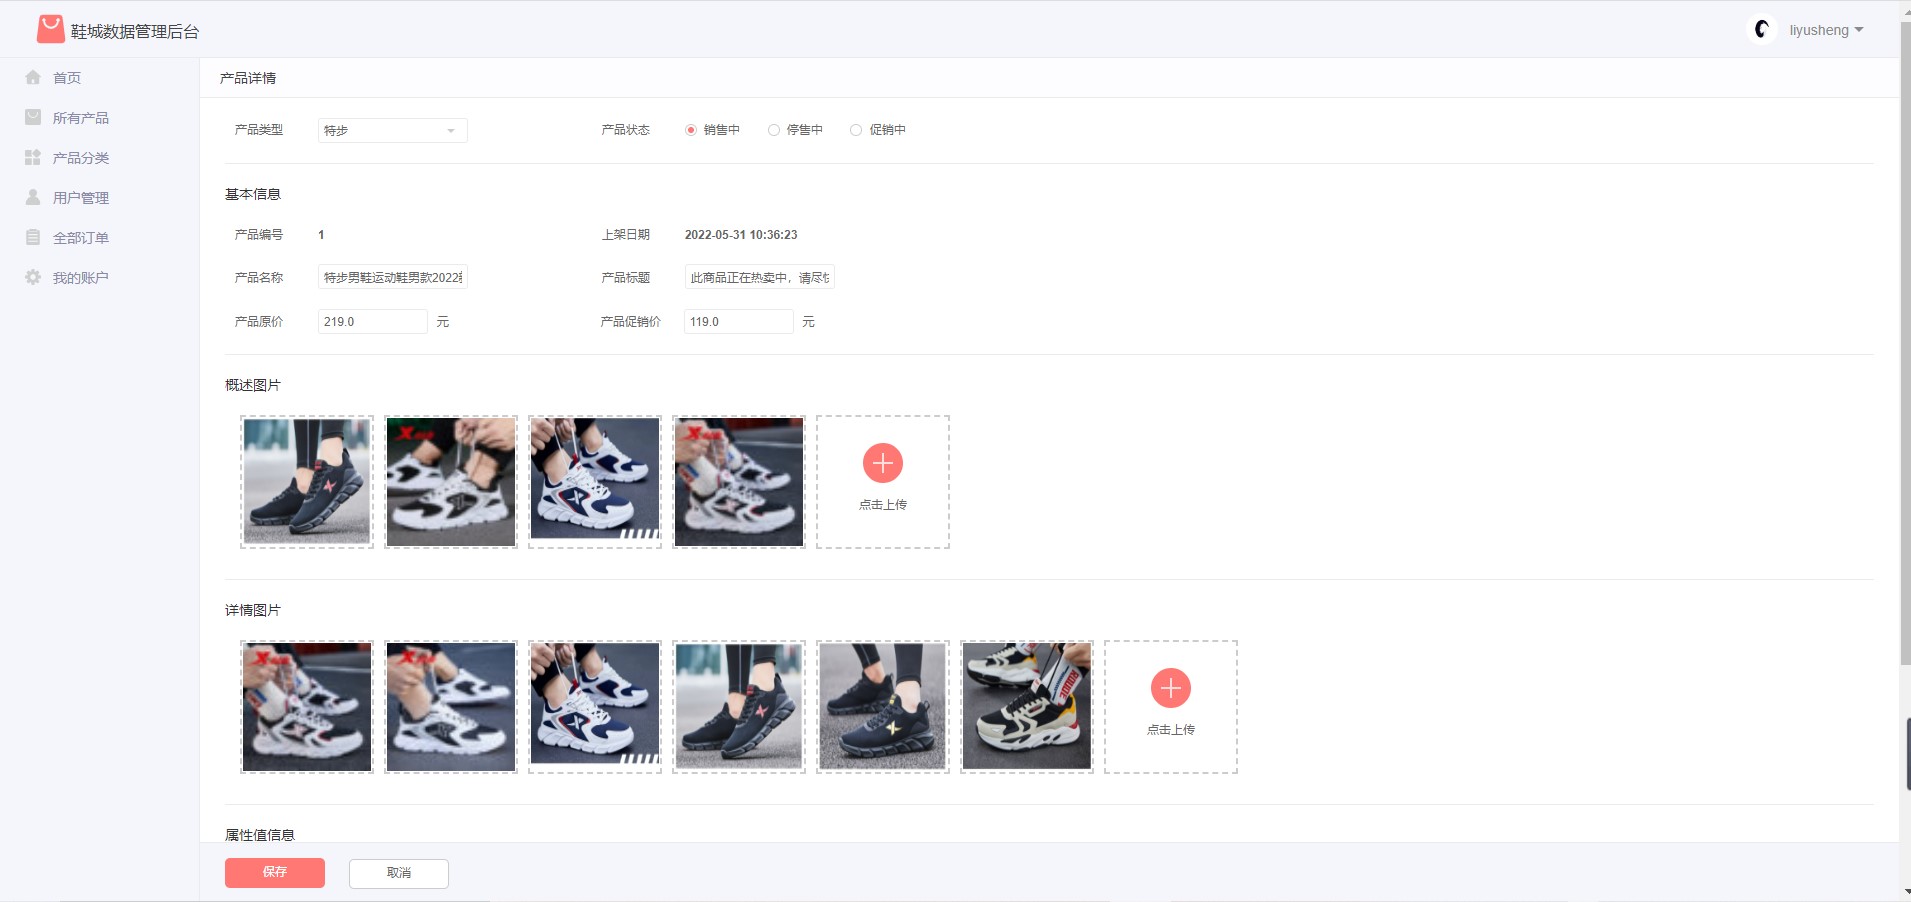 鞋城数据管理后台
liyusheng
首页
所有产品
产品分类
用户管理
全部订单
我的账户
产品详情
产品类型 特步 产品状态 销售中 停售中 促销中
基本信息
产品编号 1 上架日期 2022-05-31 10:36:23
产品名称 特步男鞋运动鞋男款2022 产品标题 此商品正在热卖中，请尽
产品原价 219.0 元 产品促销价 119.0 元
概述图片
点击上传
详情图片
ROUGE
点击上传
属性值信息
保存 取消